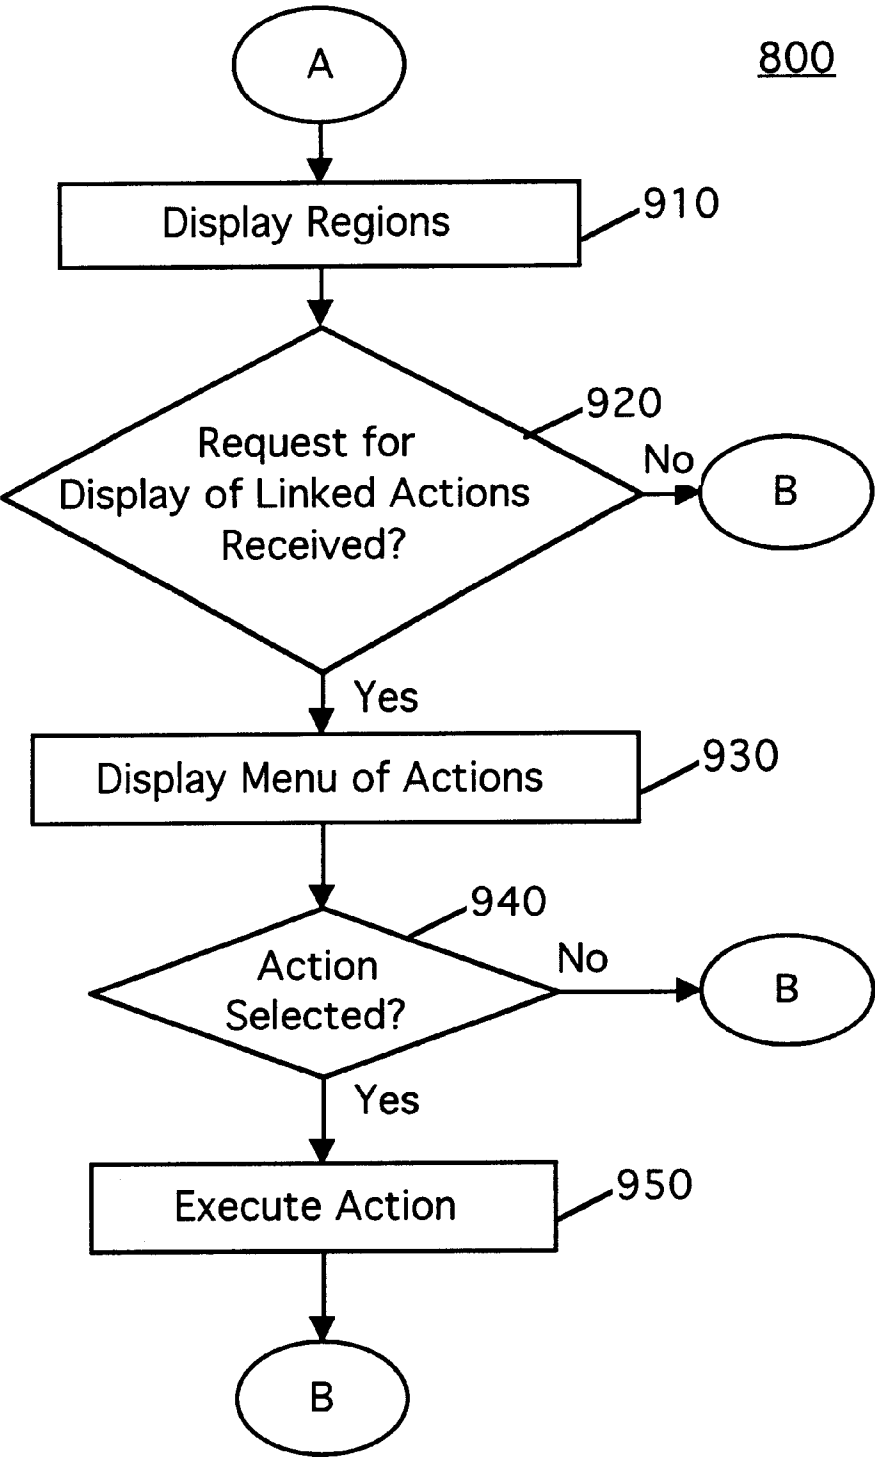 A
800
Display Regions
910
920
Request for
Display of Linked Actions
Received?
No
B
Yes
Display Menu of Actions
930
940
Action
Selected?
No
B
Yes
Execute Action
950
B